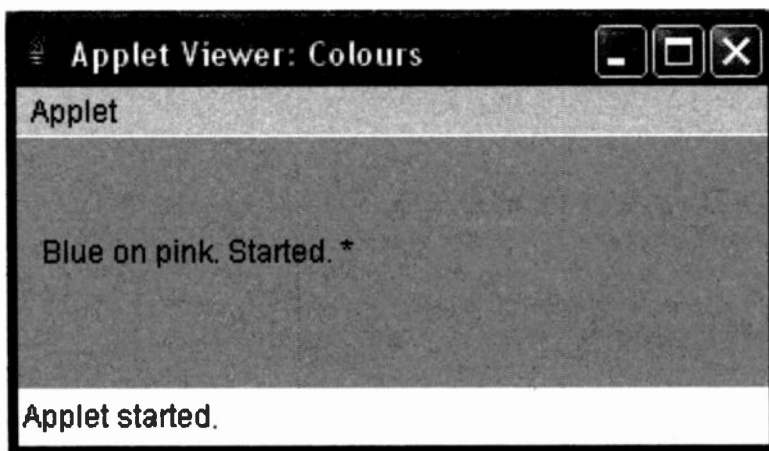 Applet Viewer: Colours
Applet
Blue on pink. Started. *
Applet started.